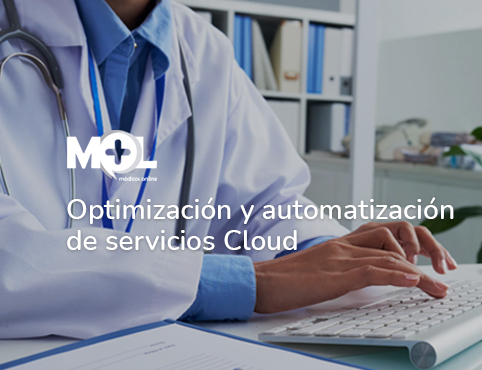 MOL
médicos online
Optimización y automatización
de servicios Cloud